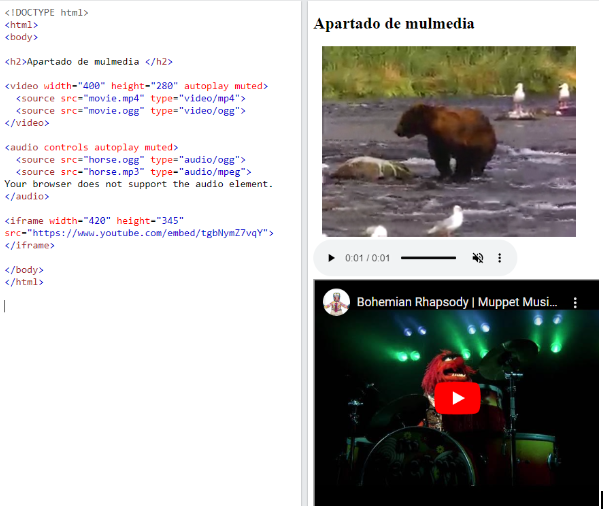 <!DOCTYPE html>
<html>
<body>
<h2>Apartado de mulmedia </h2>
<video width="400" height="280" autoplay muted>
  <source src="movie.mp4" type="video/mp4">
  <source src="movie.ogg" type="video/ogg">
</video>
<audio controls autoplay muted>
  <source src="horse.ogg" type="audio/ogg">
  <source src="horse.mp3" type="audio/mpeg">
Your browser does not support the audio element.
</audio>
<iframe width="420" height="345"
src="https://www.youtube.com/embed/tgbNymZ7vqY">
</iframe>
</body>
</html>
Apartado de mulmedia
0:01 / 0:01
Bohemian Rhapsody | Muppet Musi...